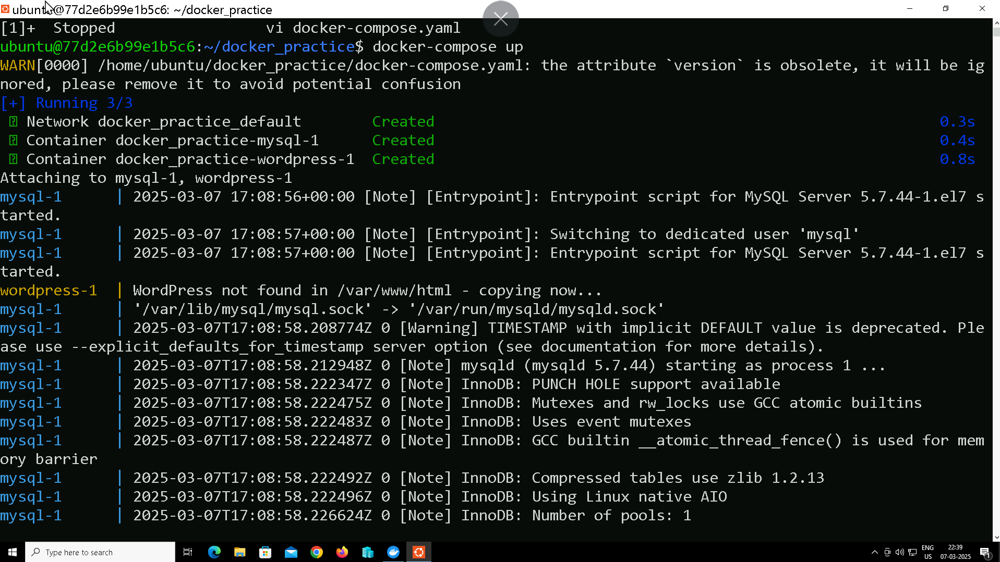 ubuntu@77d2e6b99e1b5c6: ~/docker_practice
[1]+  Stopped                 vi docker-compose.yaml
ubuntu@77d2e6b99e1b5c6:~/docker_practice$ docker-compose up
WARN[0000] /home/ubuntu/docker_practice/docker-compose.yaml: the attribute `version` is obsolete, it will be ig
nored, please remove it to avoid potential confusion
[+] Running 3/3
Network docker_practice_default        Created        0.3s
Container docker_practice-mysql-1      Created        0.4s
Container docker_practice-wordpress-1  Created        0.8s
Attaching to mysql-1, wordpress-1
mysql-1      | 2025-03-07 17:08:56+00:00 [Note] [Entrypoint]: Entrypoint script for MySQL Server 5.7.44-1.el7 s
tarted.
mysql-1      | 2025-03-07 17:08:57+00:00 [Note] [Entrypoint]: Switching to dedicated user 'mysql'
mysql-1      | 2025-03-07 17:08:57+00:00 [Note] [Entrypoint]: Entrypoint script for MySQL Server 5.7.44-1.el7 s
tarted.
wordpress-1  | WordPress not found in /var/www/html - copying now...
mysql-1      | '/var/lib/mysql/mysql.sock' -> '/var/run/mysqld/mysqld.sock'
mysql-1      | 2025-03-07T17:08:58.208774Z 0 [Warning] TIMESTAMP with implicit DEFAULT value is deprecated. Ple
ase use --explicit_defaults_for_timestamp server option (see documentation for more details).
mysql-1      | 2025-03-07T17:08:58.212948Z 0 [Note] mysqld (mysqld 5.7.44) starting as process 1 ...
mysql-1      | 2025-03-07T17:08:58.222347Z 0 [Note] InnoDB: PUNCH HOLE support available
mysql-1      | 2025-03-07T17:08:58.222475Z 0 [Note] InnoDB: Mutexes and rw_locks use GCC atomic builtins
mysql-1      | 2025-03-07T17:08:58.222483Z 0 [Note] InnoDB: Uses event mutexes
mysql-1      | 2025-03-07T17:08:58.222487Z 0 [Note] InnoDB: GCC builtin __atomic_thread_fence() is used for mem
ory barrier
mysql-1      | 2025-03-07T17:08:58.222492Z 0 [Note] InnoDB: Compressed tables use zlib 1.2.13
mysql-1      | 2025-03-07T17:08:58.222496Z 0 [Note] InnoDB: Using Linux native AIO
mysql-1      | 2025-03-07T17:08:58.226624Z 0 [Note] InnoDB: Number of pools: 1
Type here to search
ENG
US
22:39
07-03-2025
1